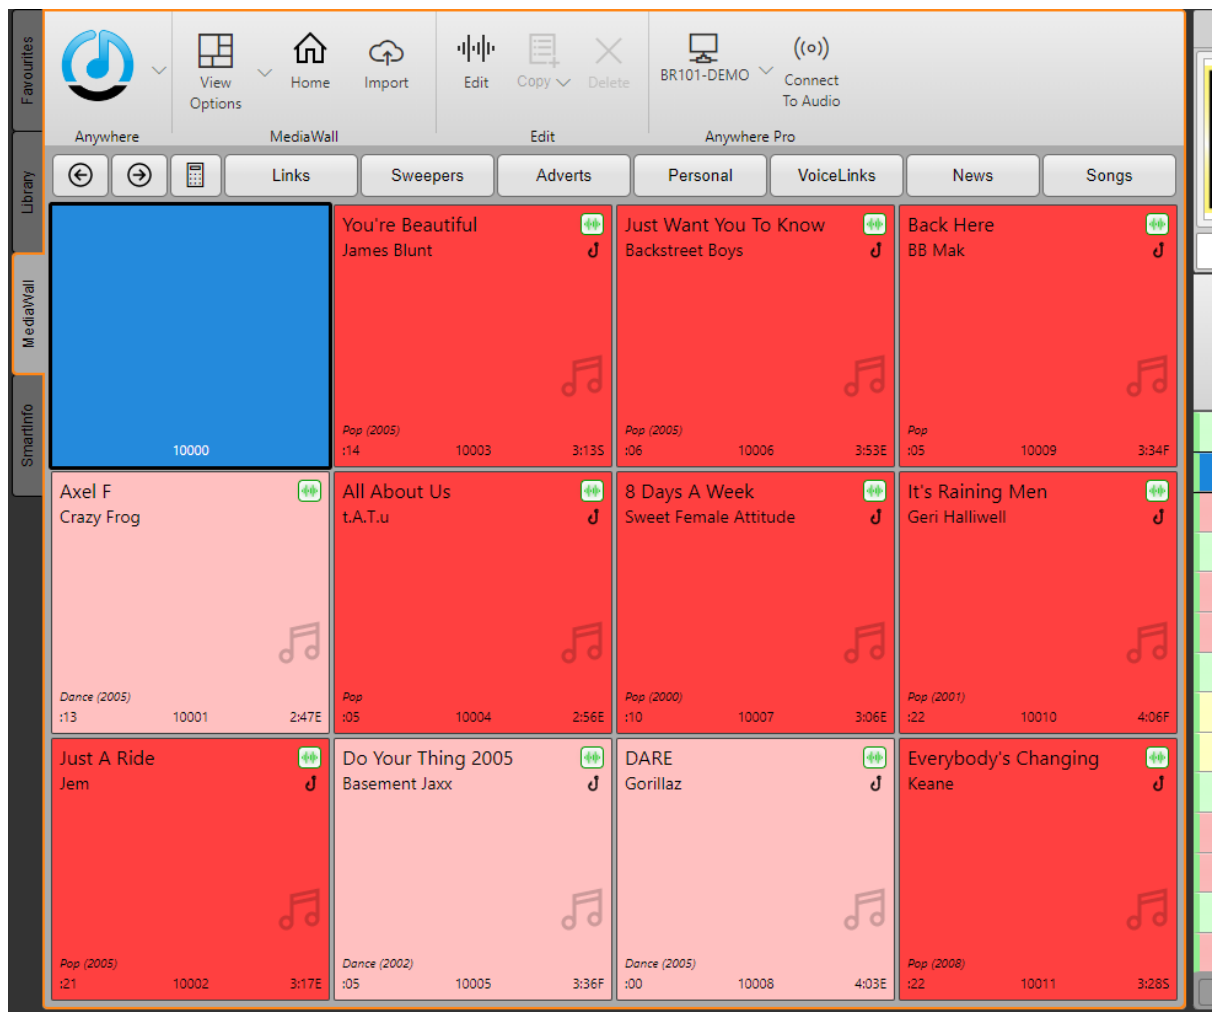 Favourites
Library
MediaWall
SmartInfo
View
Options
Home
Import
Edit
Copy
Delete
BR101-DEMO
Connect
To Audio
Anywhere
MediaWall
Edit
Anywhere Pro
Links
Sweepers
Adverts
Personal
VoiceLinks
News
Songs
10000
You're Beautiful
James Blunt
Pop (2005)
:14 10003 3:13S
Just Want You To Know
Backstreet Boys
Pop (2005)
:06 10006 3:53E
Back Here
BB Mak
Pop
:05 10009 3:34F
Axel F
Crazy Frog
Dance (2005)
:13 10001 2:47E
All About Us
t.A.T.u
Pop
:05 10004 2:56E
8 Days A Week
Sweet Female Attitude
Pop (2000)
:10 10007 3:06E
It's Raining Men
Geri Halliwell
Pop (2001)
:22 10010 4:06F
Just A Ride
Jem
Pop (2005)
:21 10002 3:17E
Do Your Thing 2005
Basement Jaxx
Dance (2002)
:05 10005 3:36F
DARE
Gorillaz
Dance (2005)
:00 10008 4:03E
Everybody's Changing
Keane
Pop (2008)
:22 10011 3:28S